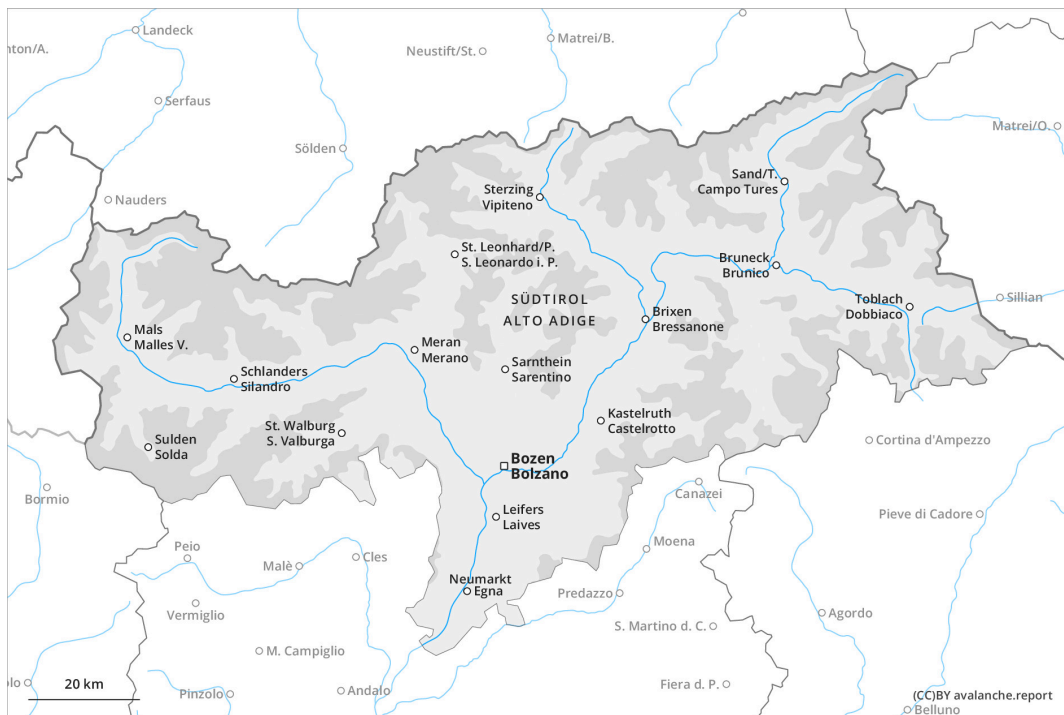 Landeck
nton/A.
Neustift/St.
Matrei/B.
Serfaus
Matrei/O.
Sölden
Sand/T.
Campo Tures
Sterzing
Vipiteno
Nauders
St. Leonhard/P.
S. Leonardo i. P.
Bruneck
Brunico
SÜDTIROL
ALTO ADIGE
Toblach
Dobbiaco
Sillian
Brixen
Bressanone
Mals
Malles V.
Meran
Merano
Schlanders
Silandro
Sarnthein
Sarentino
Kastelruth
Castelrotto
St. Walburg
S. Valburga
Sulden
Solda
Cortina d'Ampezzo
Bozen
Bolzano
Bormio
Canazei
Leifers
Laives
Pieve di Cadore
Peio
Malè
Cles
Moena
Neumarkt
Egna
Predazzo
Vermiglio
Agordo
S. Martino d. C.
M. Campiglio
20 km
olo
Pinzolo
Andalo
Fiera d. P.
(CC)BY avalanche.report
Belluno